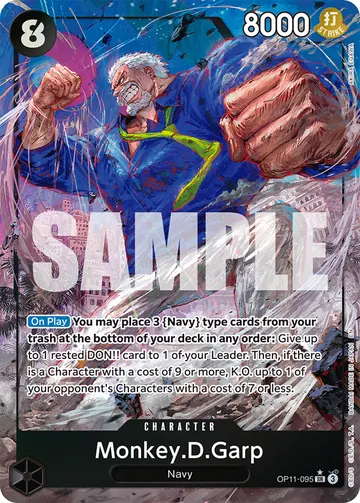 8
8000
打
STRIKE
SAMPLE
On Play You may place 3 {Navy} type cards from your
trash at the bottom of your deck in any order: Give up
to 1 rested DON!! card to 1 of your Leader. Then, if there
is a Character with a cost of 9 or more, K.O. up to 1
of your opponent's Characters with a cost of 7 or less.
CHARACTER
Monkey.D.Garp
Navy
OP11-095 SR 3